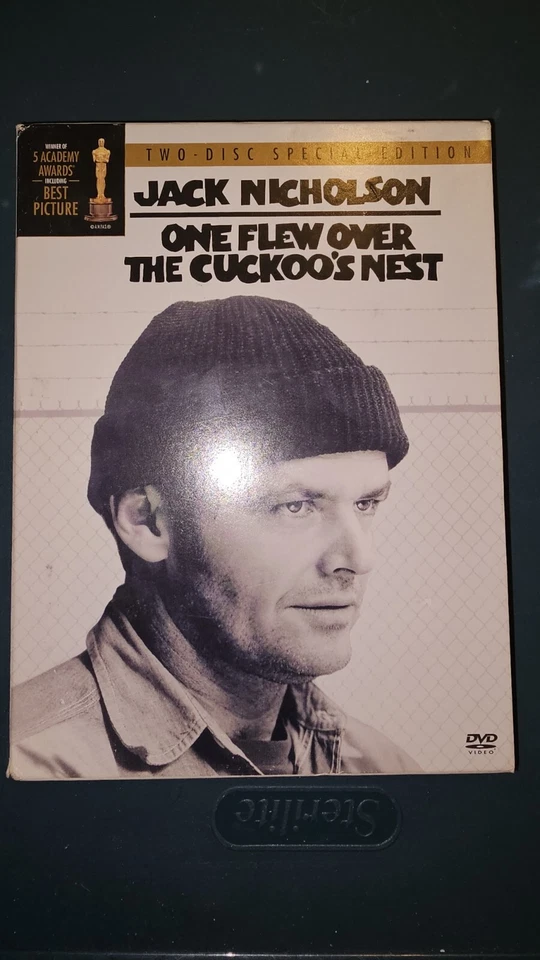 WINNER OF
5 ACADEMY
AWARDS®
INCLUDING
BEST
PICTURE
TWO-DISC SPECIAL EDITION
JACK NICHOLSON
ONE FLEW OVER
THE CUCKOO'S NEST
DVD
VIDEO
Sterilite